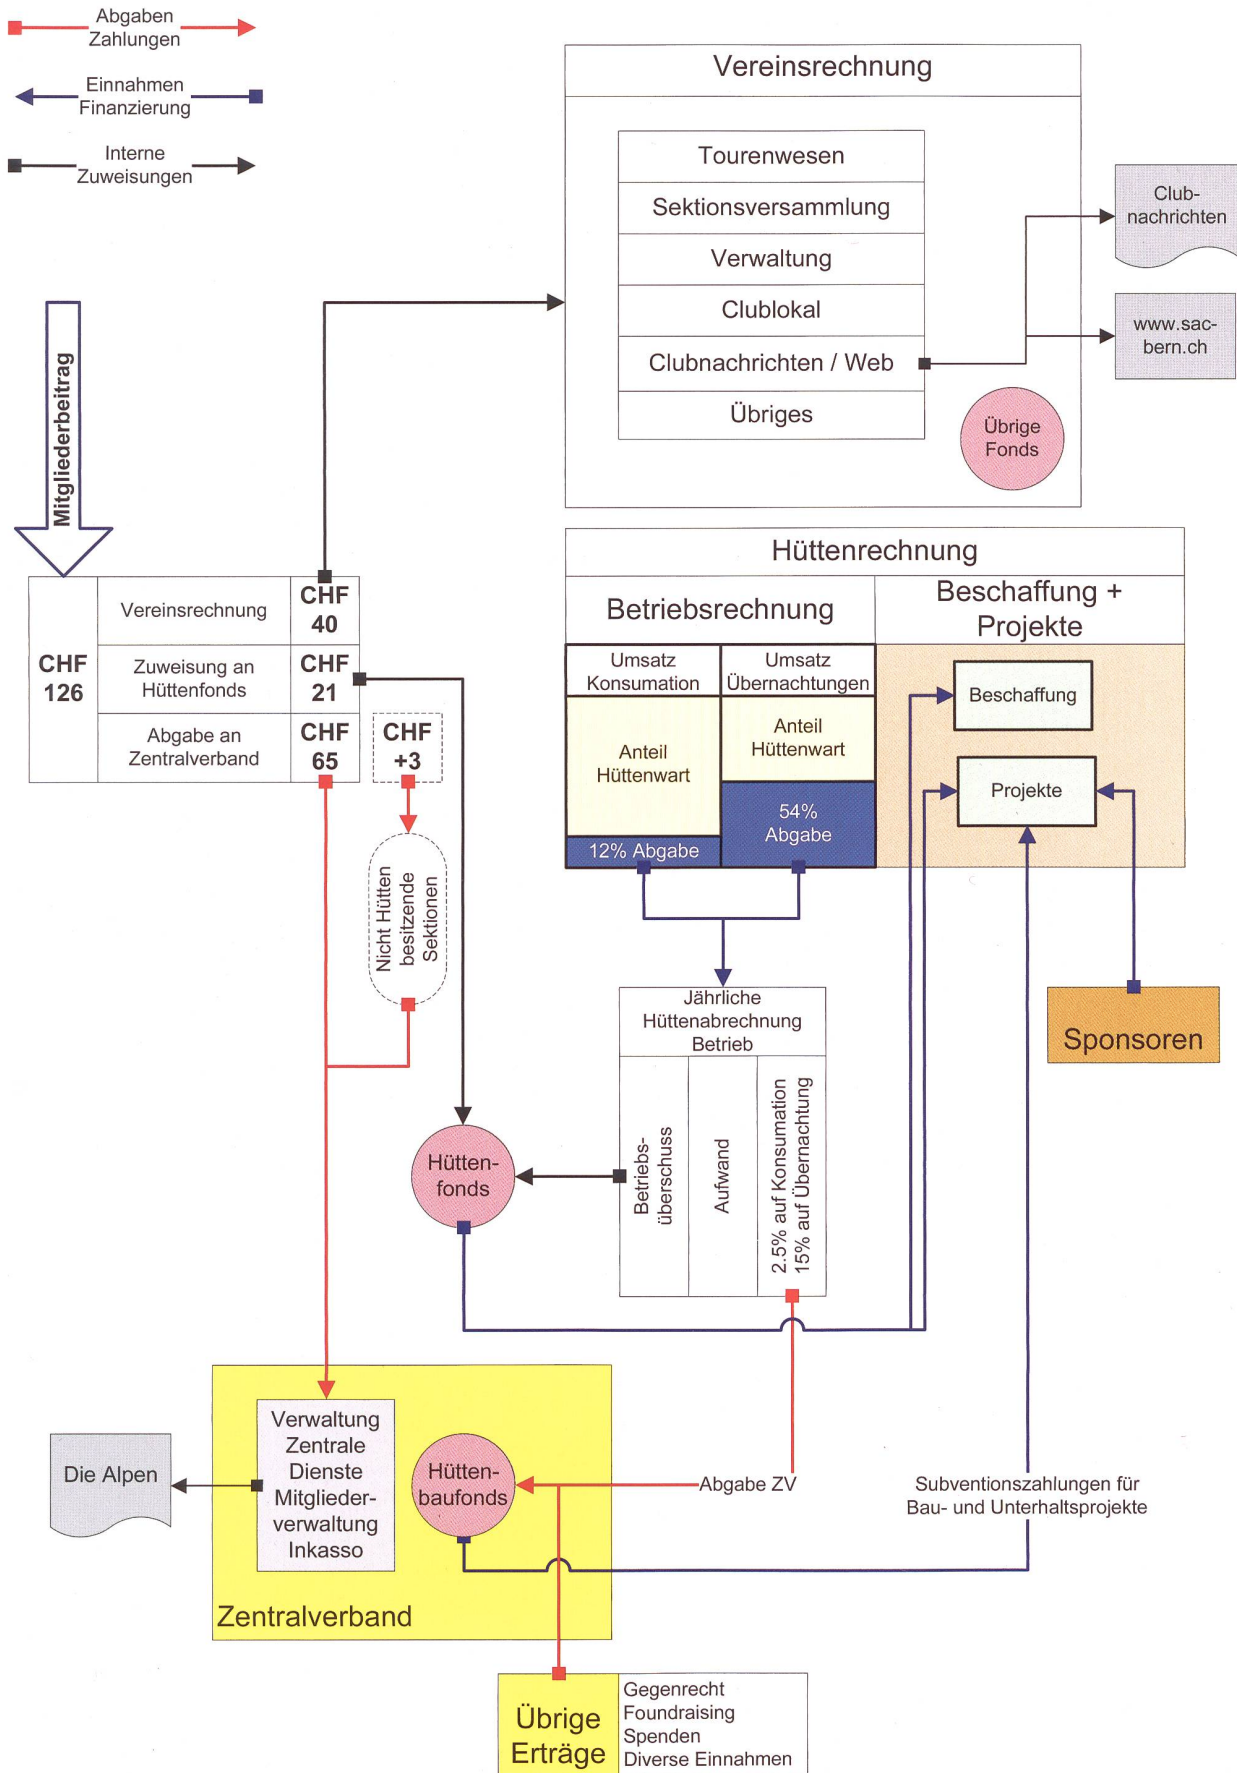 Abgaben
Zahlungen
Einnahmen
Finanzierung
Interne
Zuweisungen
Vereinsrechnung
Tourenwesen
Sektionsversammlung
Verwaltung
Clublokal
Clubnachrichten / Web
Übriges
Übrige
Fonds
Club-
nachrichten
www.sac-
bern.ch
Mitgliederbeitrag
CHF
126
Vereinsrechnung
CHF
40
Zuweisung an
Hüttenfonds
CHF
21
Abgabe an
Zentralverband
CHF
65
CHF
+3
Nicht Hütten
besitzende
Sektionen
Hüttenrechnung
Betriebsrechnung
Beschaffung +
Projekte
Umsatz
Konsumation
Umsatz
Übernachtungen
Anteil
Hüttenwart
Anteil
Hüttenwart
12% Abgabe
54%
Abgabe
Beschaffung
Projekte
Sponsoren
Jährliche
Hüttenabrechnung
Betrieb
Betriebs-
überschuss
Aufwand
2.5% auf Konsumation
15% auf Übernachtung
Hütten-
fonds
Die Alpen
Verwaltung
Zentrale
Dienste
Mitglieder-
verwaltung
Inkasso
Hütten-
baufonds
Zentralverband
Abgabe ZV
Subventionszahlungen für
Bau- und Unterhaltsprojekte
Übrige
Erträge
Gegenrecht
Foundraising
Spenden
Diverse Einnahmen